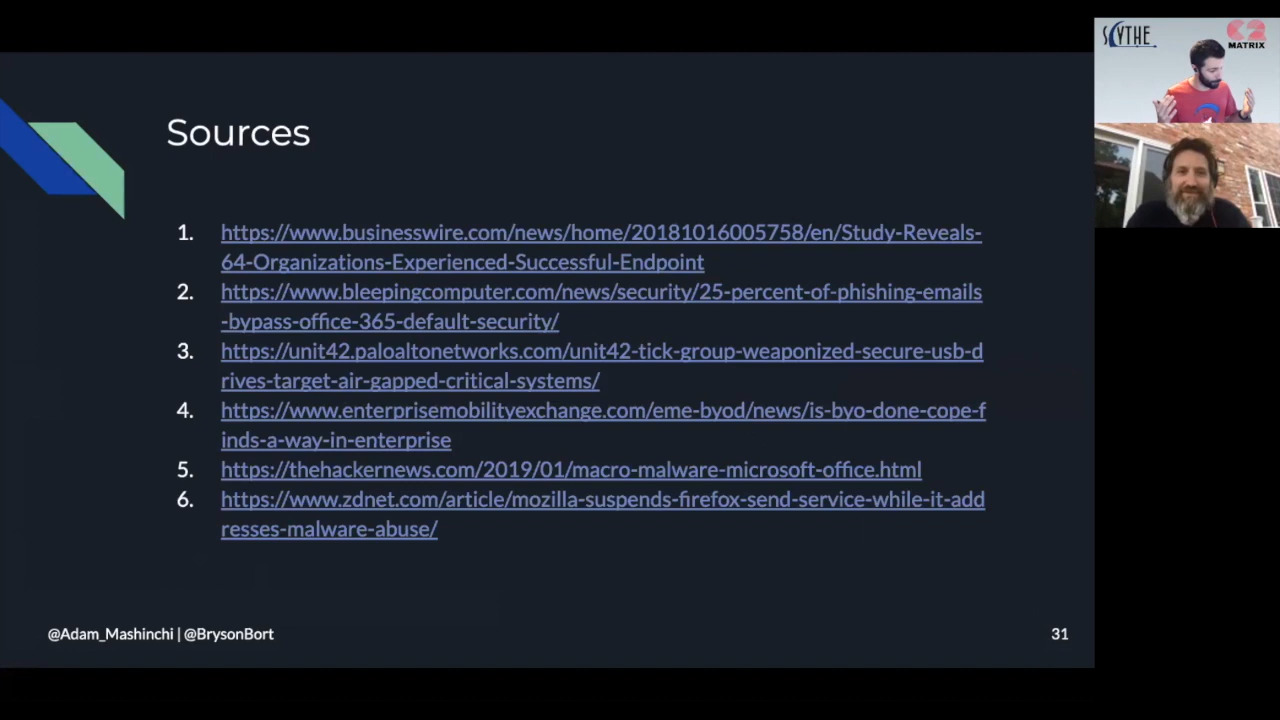 Sources
1. https://www.businesswire.com/news/home/20181016005758/en/Study-Reveals-
64-Organizations-Experienced-Successful-Endpoint
2. https://www.bleepingcomputer.com/news/security/25-percent-of-phishing-emails
-bypass-office-365-default-security/
3. https://unit42.paloaltonetworks.com/unit42-tick-group-weaponized-secure-usb-d
rives-target-air-gapped-critical-systems/
4. https://www.enterprisemobilityexchange.com/eme-byod/news/is-byo-done-cope-f
inds-a-way-in-enterprise
5. https://thehackernews.com/2019/01/macro-malware-microsoft-office.html
6. https://www.zdnet.com/article/mozilla-suspends-firefox-send-service-while-it-add
resses-malware-abuse/
@Adam_Mashinchi | @BrysonBort
31
SCYTHE
C2
MATRIX